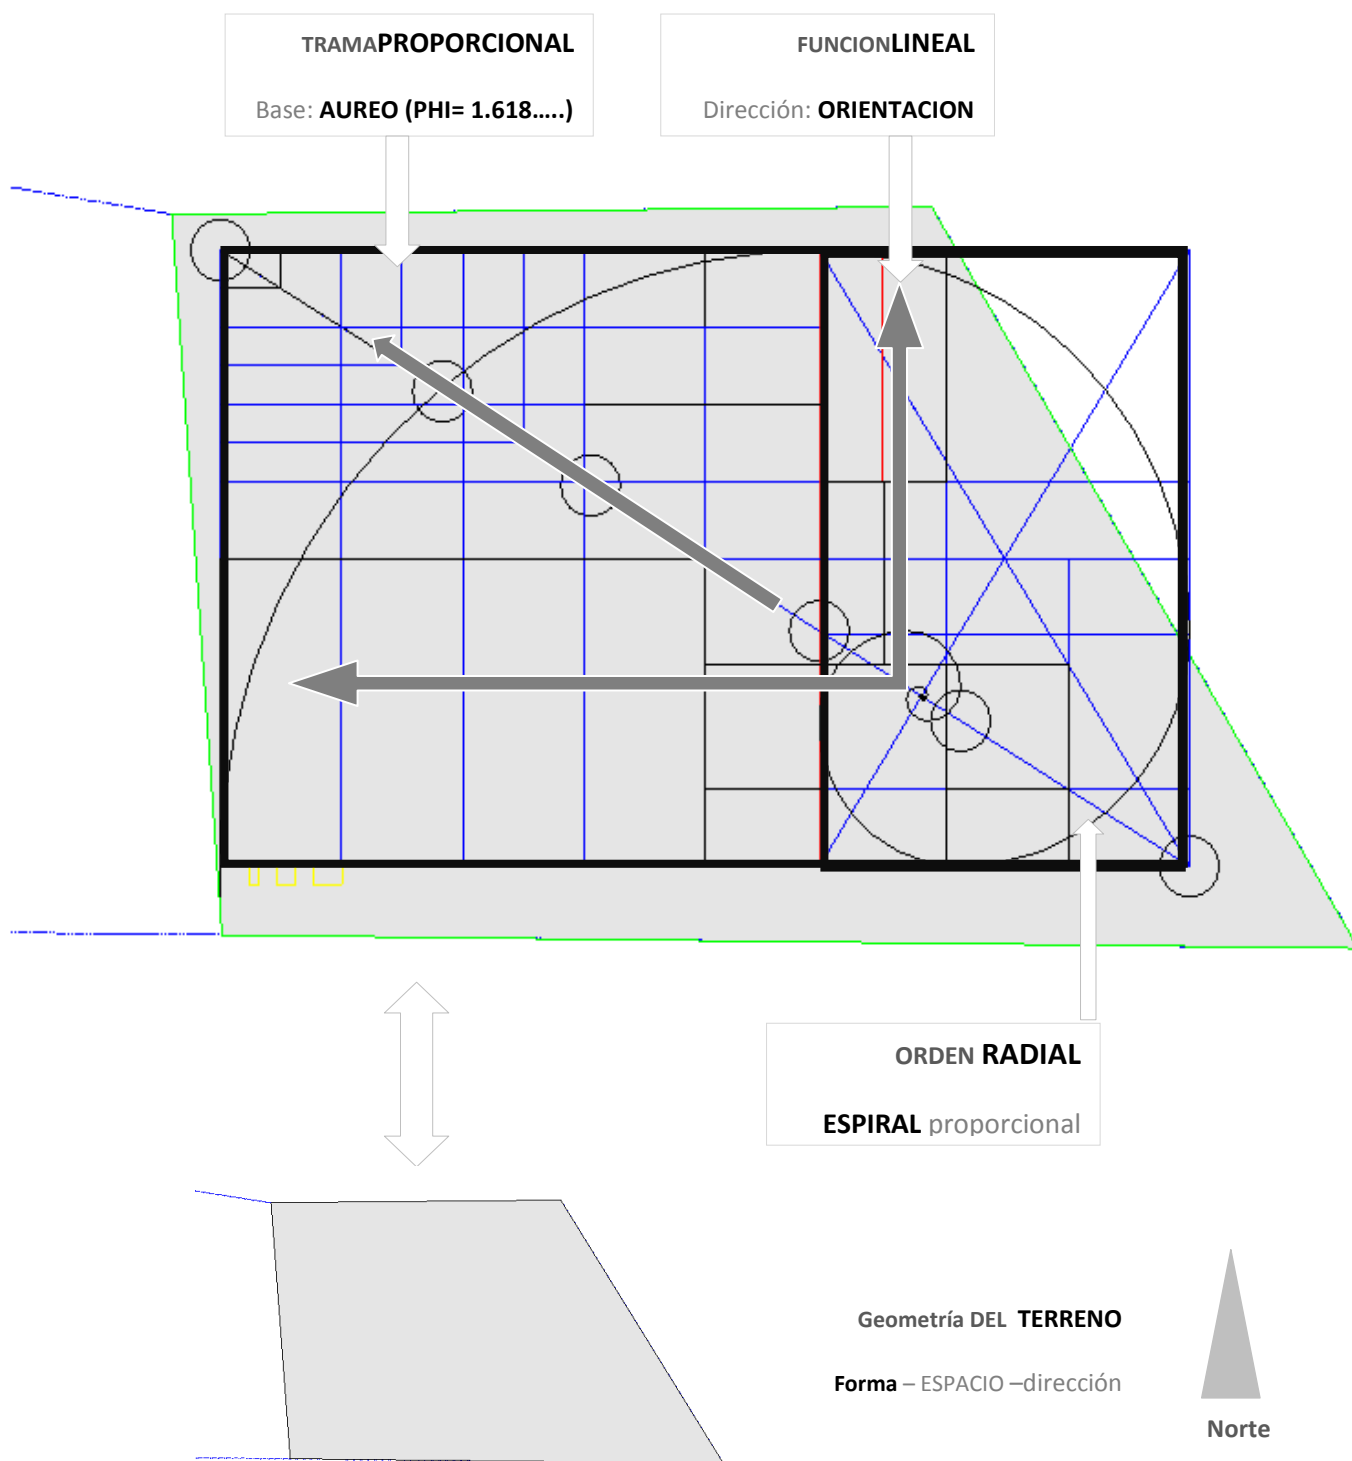 TRAMAPROPORCIONAL
Base: AUREO (PHI= 1.618…..)
FUNCIONLINEAL
Dirección: ORIENTACION
ORDEN RADIAL
ESPIRAL proporcional
Geometría DEL TERRENO
Forma – ESPACIO –dirección
Norte